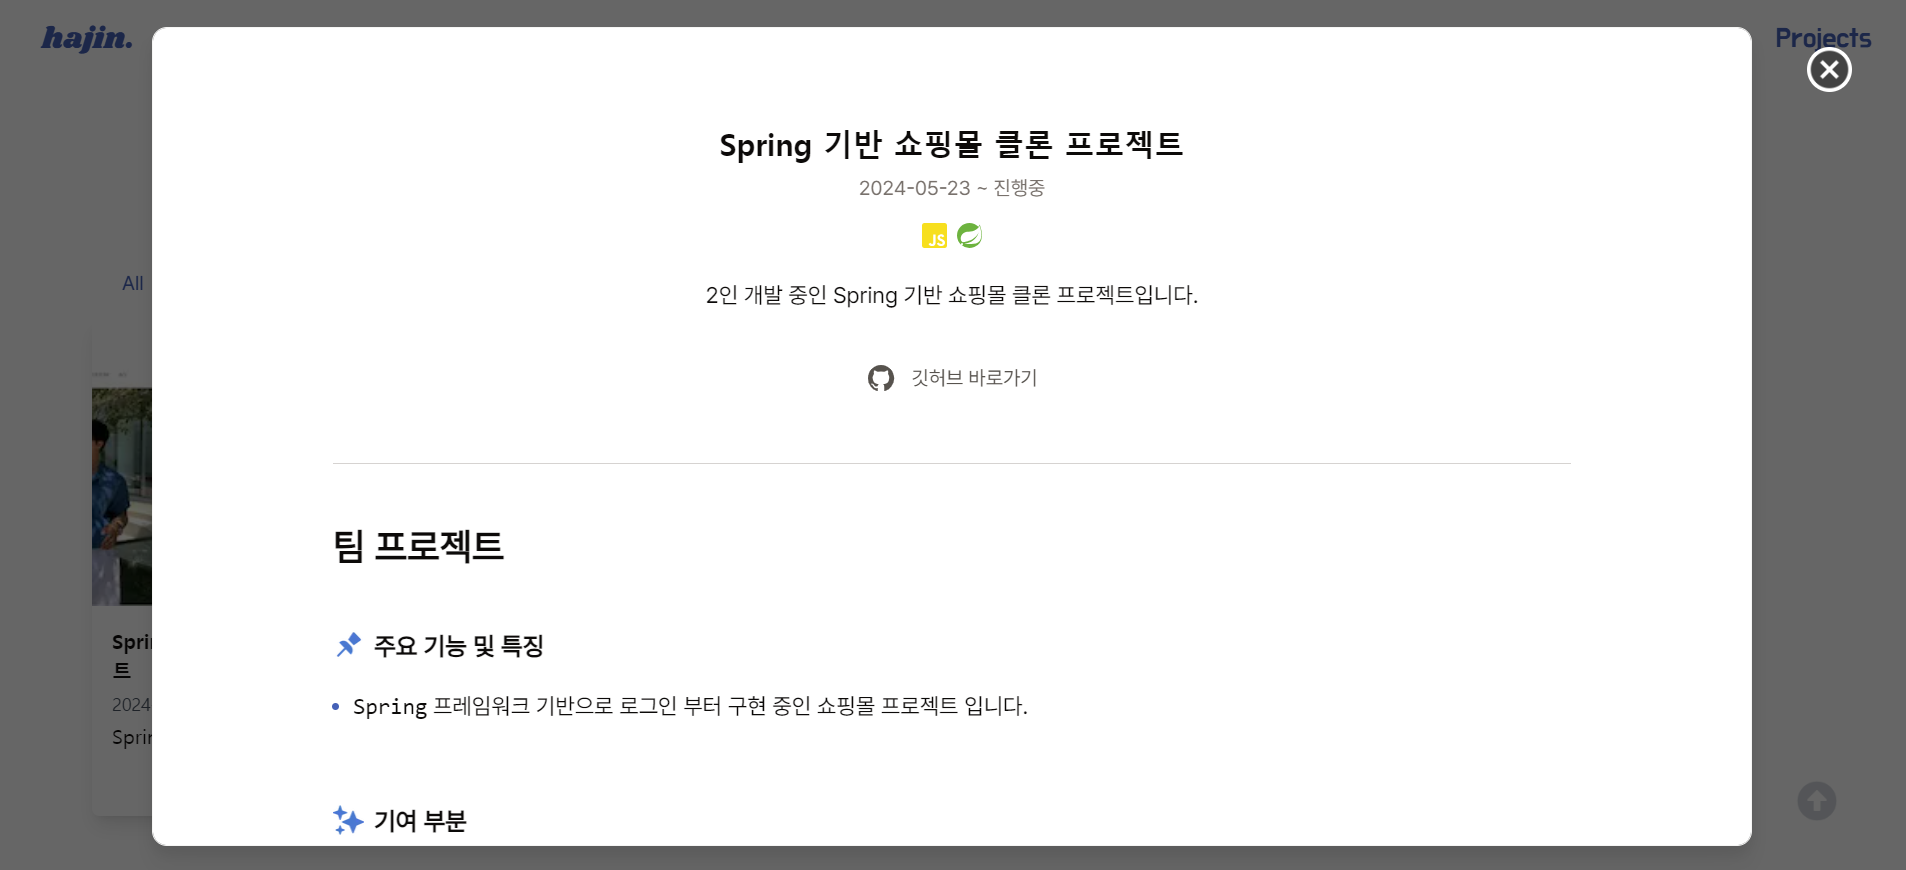 hajin.
Projects
Spring 기반 쇼핑몰 클론 프로젝트
2024-05-23 ~ 진행중
JS
2인 개발 중인 Spring 기반 쇼핑몰 클론 프로젝트입니다.
깃허브 바로가기
All
팀 프로젝트
주요 기능 및 특징
Spring 프레임워크 기반으로 로그인 부터 구현 중인 쇼핑몰 프로젝트 입니다.
기여 부분
트
2024